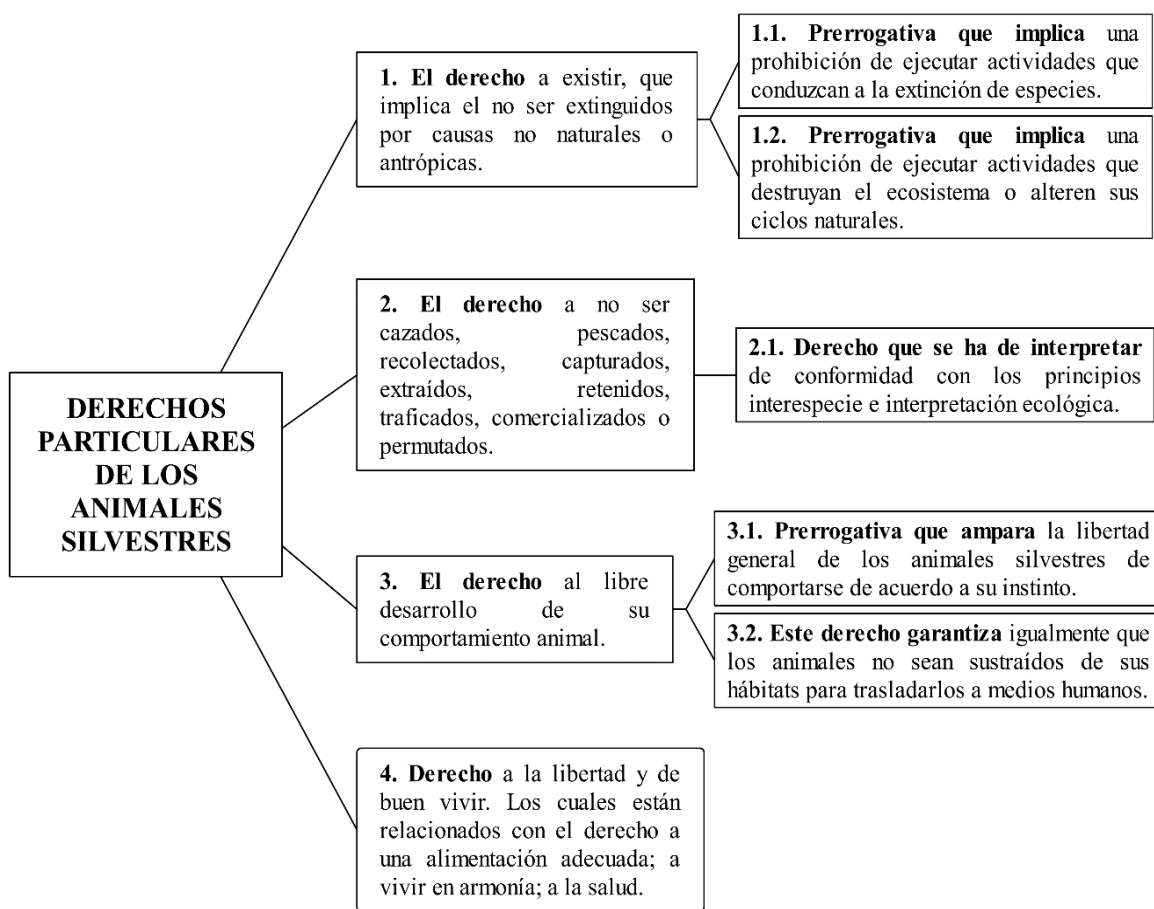 DERECHOS
PARTICULARES
DE LOS
ANIMALES
SILVESTRES
1. El derecho a existir, que
implica el no ser extinguidos
por causas no naturales o
antrópicas.
1.1. Prerrogativa que implica una
prohibición de ejecutar actividades que
conduzcan a la extinción de especies.
1.2. Prerrogativa que implica una
prohibición de ejecutar actividades que
destruyan el ecosistema o alteren sus
ciclos naturales.
2. El derecho a no ser
cazados, pescados,
recolectados, capturados,
extraídos, retenidos,
traficados, comercializados o
permutados.
2.1. Derecho que se ha de interpretar
de conformidad con los principios
interespecie e interpretación ecológica.
3. El derecho al libre
desarrollo de su
comportamiento animal.
3.1. Prerrogativa que ampara la libertad
general de los animales silvestres de
comportarse de acuerdo a su instinto.
3.2. Este derecho garantiza igualmente que
los animales no sean sustraídos de sus
hábitats para trasladarlos a medios humanos.
4. Derecho a la libertad y de
buen vivir. Los cuales están
relacionados con el derecho a
una alimentación adecuada; a
vivir en armonía; a la salud.